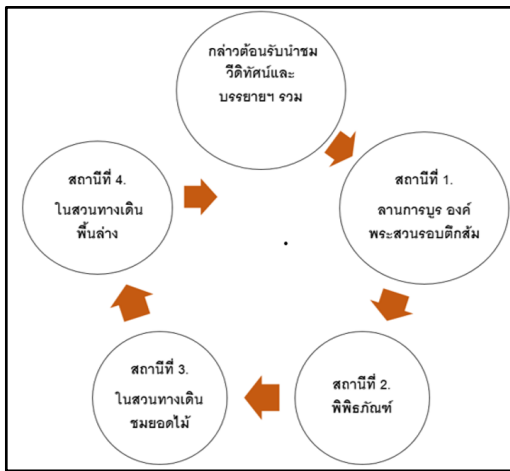 กล่าวต้อนรับนำชม
วีดิทัศน์และ
บรรยายฯ รวม
สถานีที่ 1.
ลานการบูร องค์
พระสวนรอบตึกส้ม
สถานีที่ 2.
พิพิธภัณฑ์
สถานีที่ 3.
ในสวนทางเดิน
ชมยอดไม้
สถานีที่ 4.
ในสวนทางเดิน
พื้นล่าง